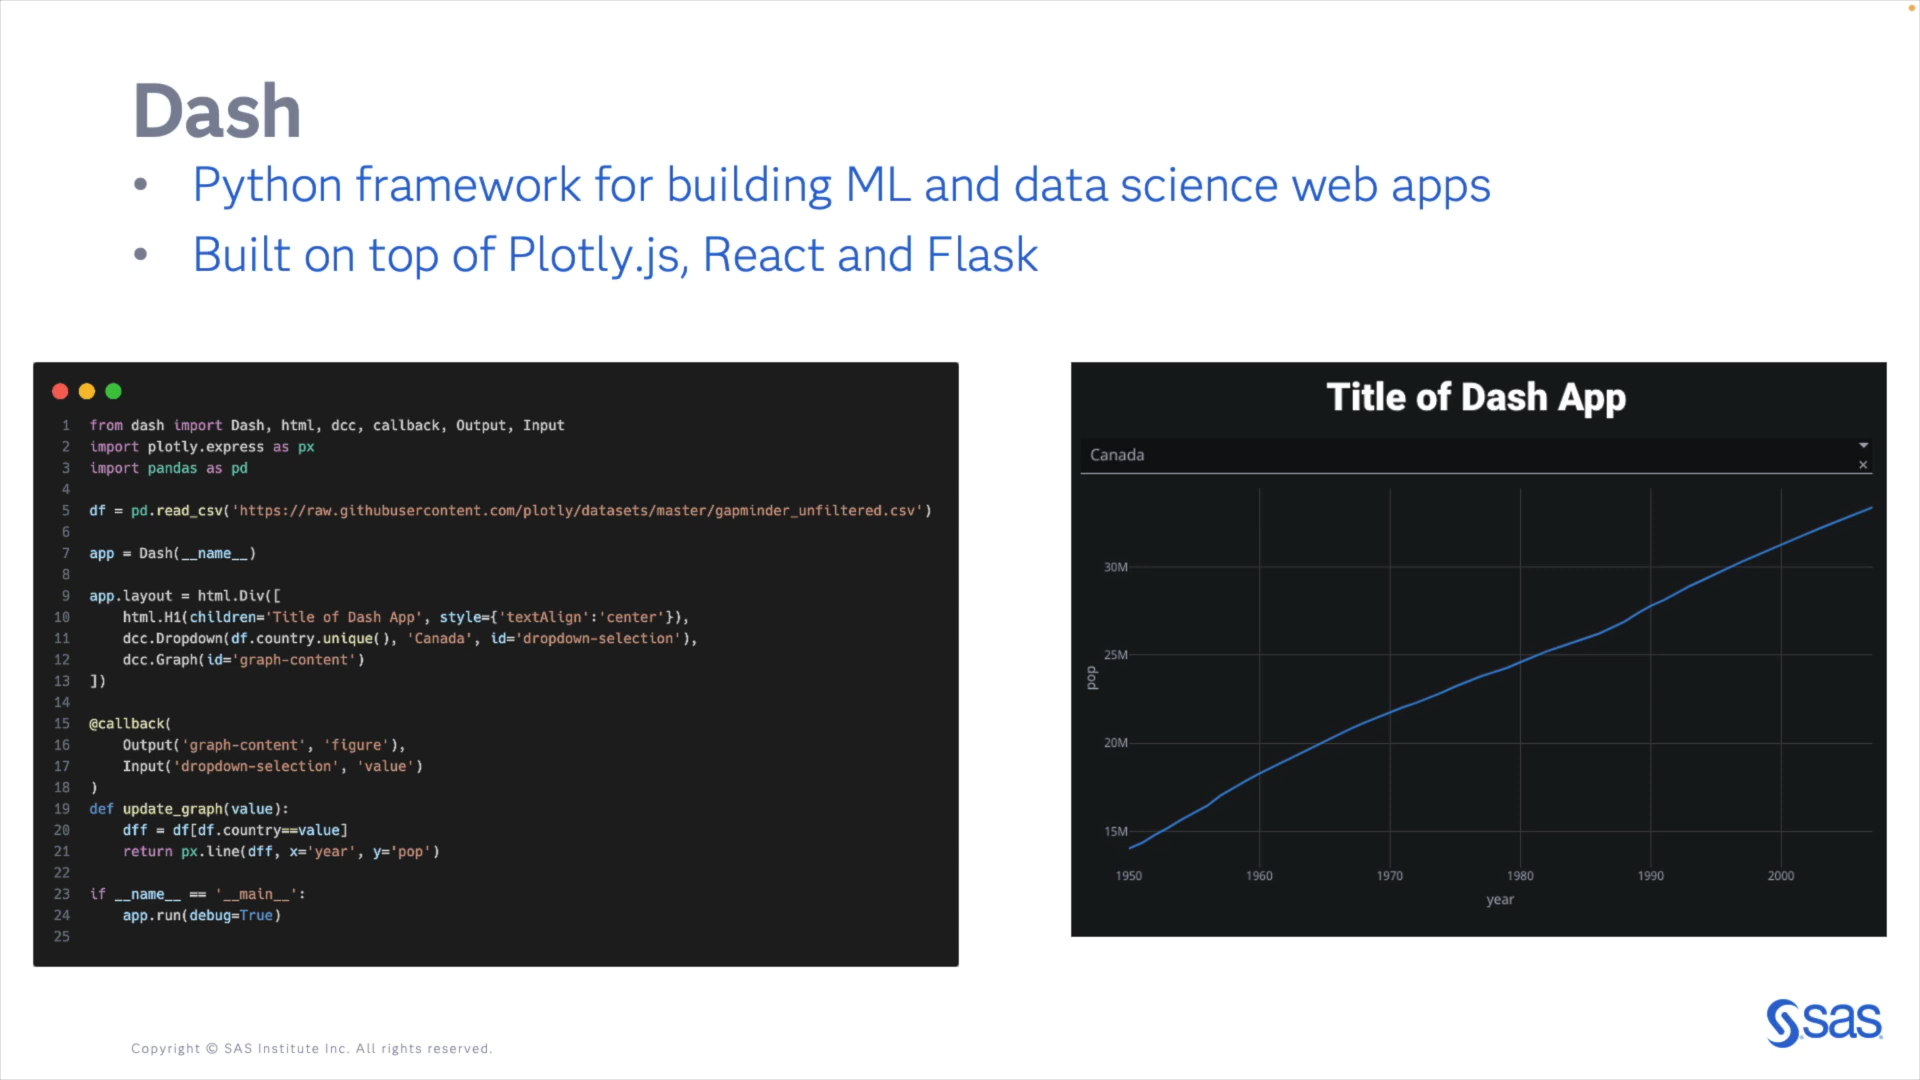 Dash
• Python framework for building ML and data science web apps
• Built on top of Plotly.js, React and Flask
1 from dash import Dash, html, dcc, callback, Output, Input
2 import plotly.express as px
3 import pandas as pd
4
5 df = pd.read_csv('https://raw.githubusercontent.com/plotly/datasets/master/gapminder_unfiltered.csv')
6
7 app = Dash(__name__)
8
9 app.layout = html.Div([
10     html.H1(children='Title of Dash App', style={'textAlign':'center'}),
11     dcc.Dropdown(df.country.unique(), 'Canada', id='dropdown-selection'),
12     dcc.Graph(id='graph-content')
13 ])
14
15 @callback(
16     Output('graph-content', 'figure'),
17     Input('dropdown-selection', 'value')
18 )
19 def update_graph(value):
20     dff = df[df.country==value]
21     return px.line(dff, x='year', y='pop')
22
23 if __name__ == '__main__':
24     app.run(debug=True)
25
Title of Dash App
Canada
×
30M
25M
pop
20M
15M
1950 1960 1970 1980 1990 2000
year
sas
Copyright © SAS Institute Inc. All rights reserved.